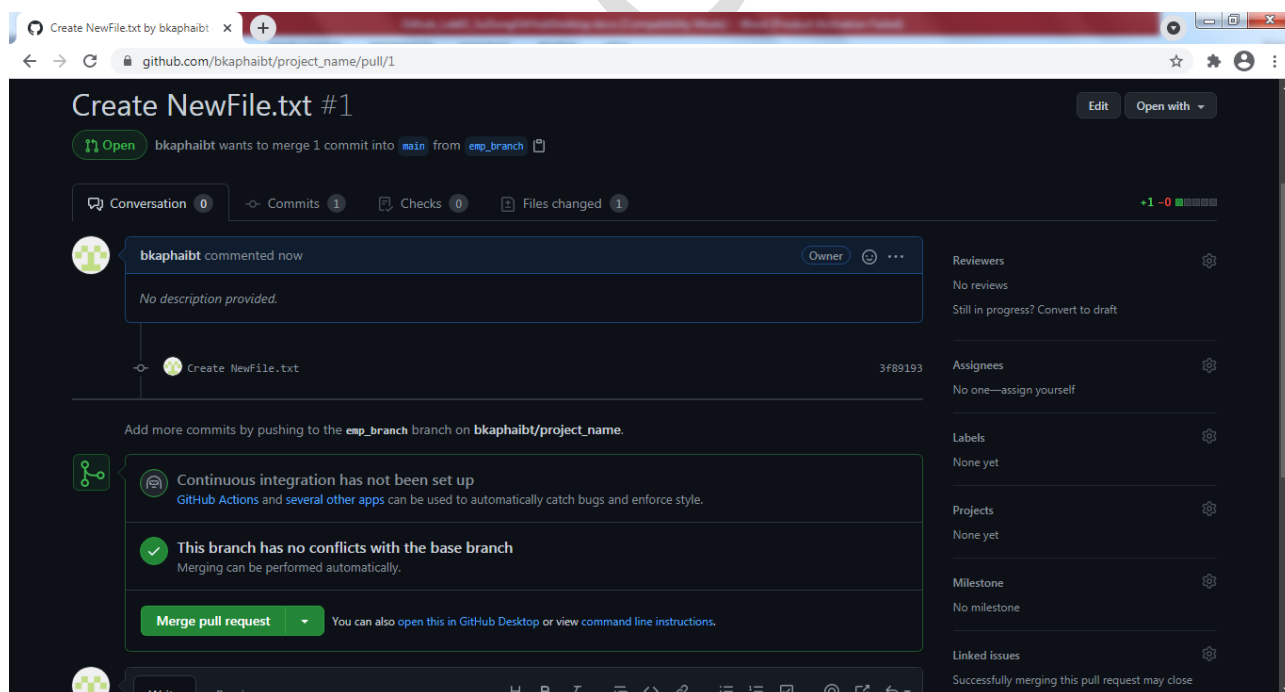 Create NewFile.txt by bkaphaibt
github.com/bkaphaibt/project_name/pull/1
Create NewFile.txt #1
Edit
Open with
Open
bkaphaibt wants to merge 1 commit into main from emp_branch
Conversation 0
Commits 1
Checks 0
Files changed 1
+1 −0
bkaphaibt commented now
Owner
No description provided.
Create NewFile.txt
3f89193
Add more commits by pushing to the emp_branch branch on bkaphaibt/project_name.
Continuous integration has not been set up
GitHub Actions and several other apps can be used to automatically catch bugs and enforce style.
This branch has no conflicts with the base branch
Merging can be performed automatically.
Merge pull request
You can also open this in GitHub Desktop or view command line instructions.
Reviewers
No reviews
Still in progress? Convert to draft
Assignees
No one—assign yourself
Labels
None yet
Projects
None yet
Milestone
No milestone
Linked issues
Successfully merging this pull request may close